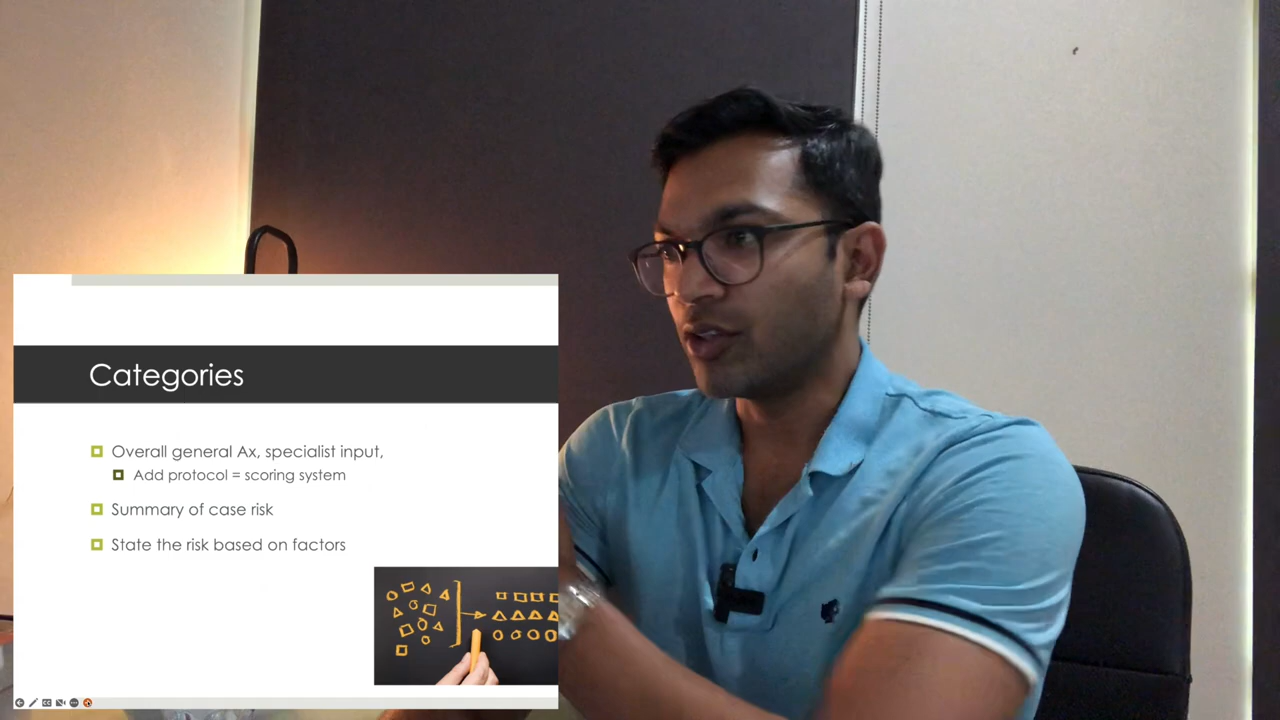 Categories
Overall general Ax, specialist input,
Add protocol = scoring system
Summary of case risk
State the risk based on factors